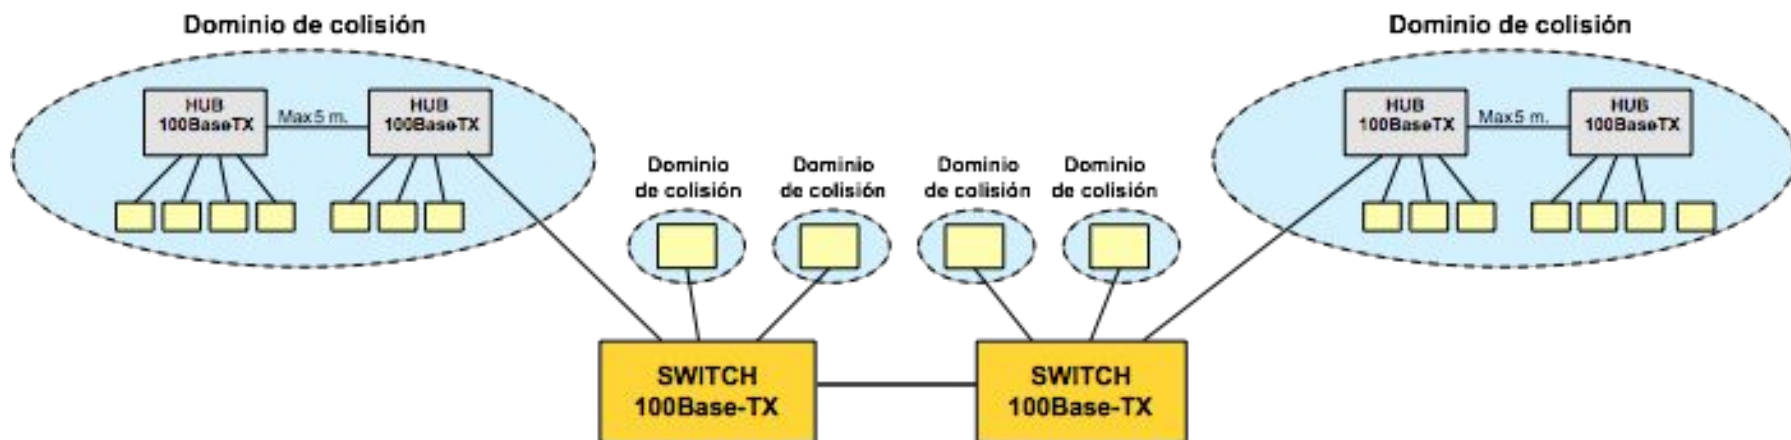 Dominio de colisión
Dominio de colisión
HUB
100BaseTX
Max 5 m.
HUB
100BaseTX
HUB
100BaseTX
Max 5 m.
HUB
100BaseTX
Dominio
de colisión
Dominio
de colisión
Dominio
de colisión
Dominio
de colisión
SWITCH
100Base-TX
SWITCH
100Base-TX